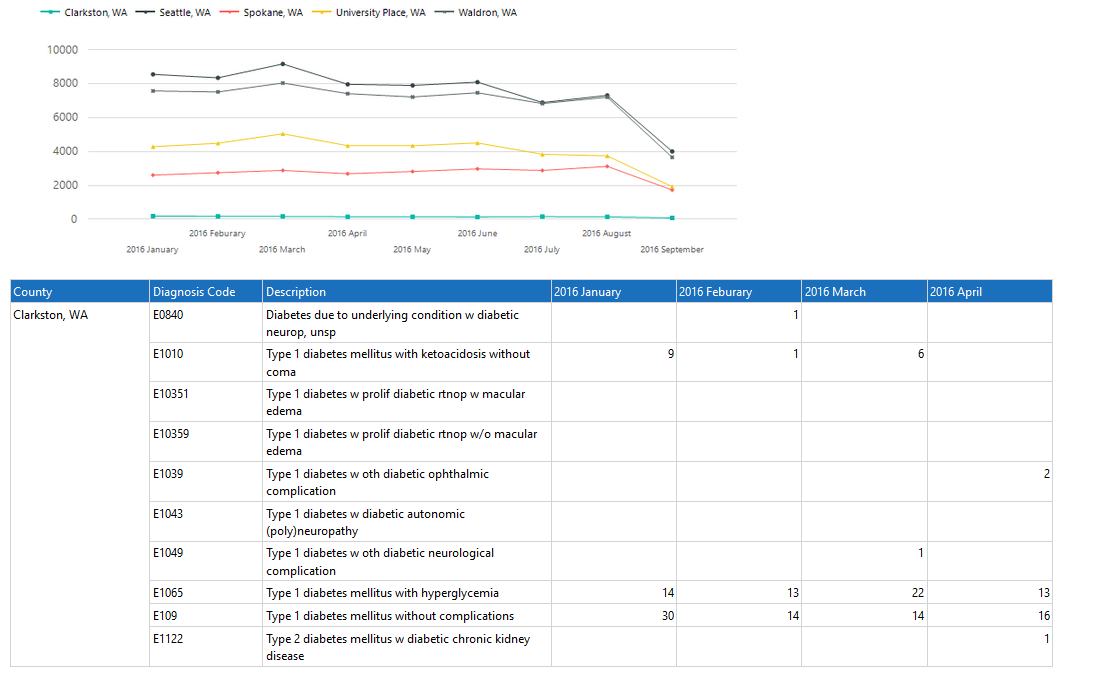 Clarkston, WA Seattle, WA Spokane, WA University Place, WA Waldron, WA
10000
8000
6000
4000
2000
0
2016 Feburary 2016 April 2016 June 2016 August
2016 January 2016 March 2016 May 2016 July 2016 September
County Diagnosis Code Description 2016 January 2016 Feburary 2016 March 2016 April
Clarkston, WA E0840 Diabetes due to underlying condition w diabetic 1
neurop, unsp
E1010 Type 1 diabetes mellitus with ketoacidosis without 9 1 6
coma
E10351 Type 1 diabetes w prolif diabetic rtnop w macular
edema
E10359 Type 1 diabetes w prolif diabetic rtnop w/o macular
edema
E1039 Type 1 diabetes w oth diabetic ophthalmic 2
complication
E1043 Type 1 diabetes w diabetic autonomic
(poly)neuropathy
E1049 Type 1 diabetes w oth diabetic neurological 1
complication
E1065 Type 1 diabetes mellitus with hyperglycemia 14 13 22 13
E109 Type 1 diabetes mellitus without complications 30 14 14 16
E1122 Type 2 diabetes mellitus w diabetic chronic kidney 1
disease